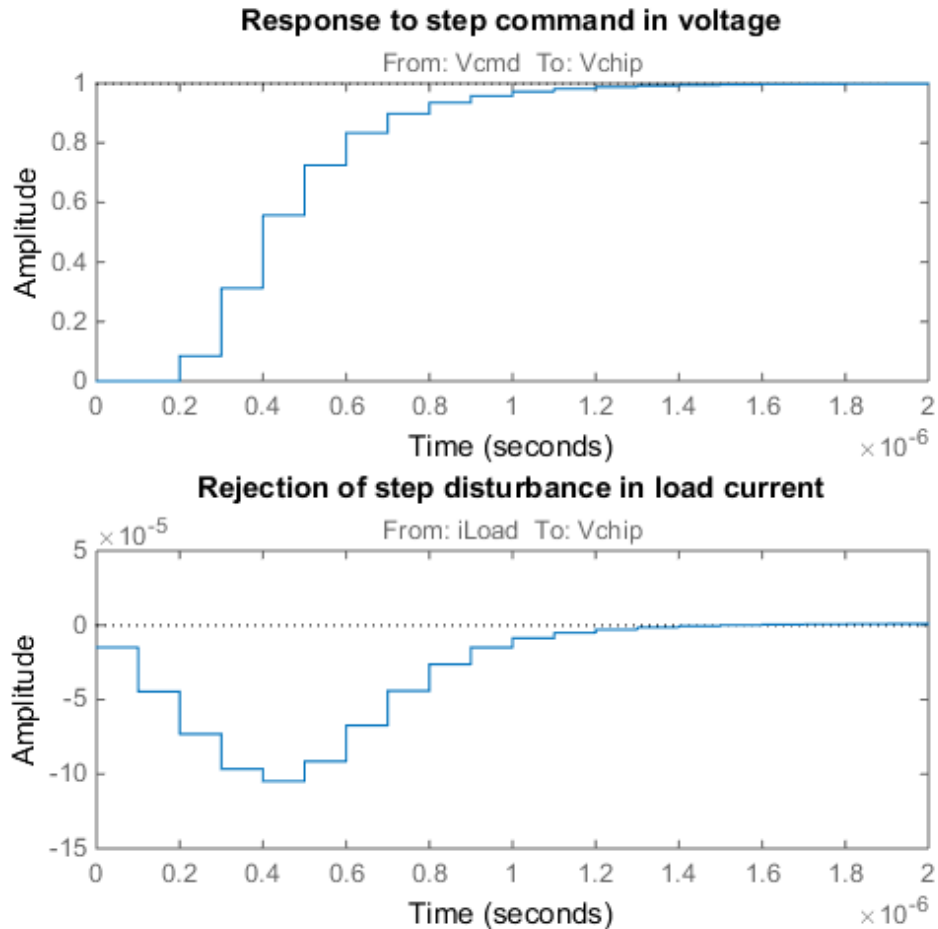 Response to step command in voltage
From: Vcmd To: Vchip
1
0.8
0.6
0.4
0.2
0
Amplitude
0 0.2 0.4 0.6 0.8 1 1.2 1.4 1.6 1.8 2
Time (seconds)
×10⁻⁶
Rejection of step disturbance in load current
From: iLoad To: Vchip
×10⁻⁵
5
0
-5
-10
-15
Amplitude
0 0.2 0.4 0.6 0.8 1 1.2 1.4 1.6 1.8 2
Time (seconds)
×10⁻⁶